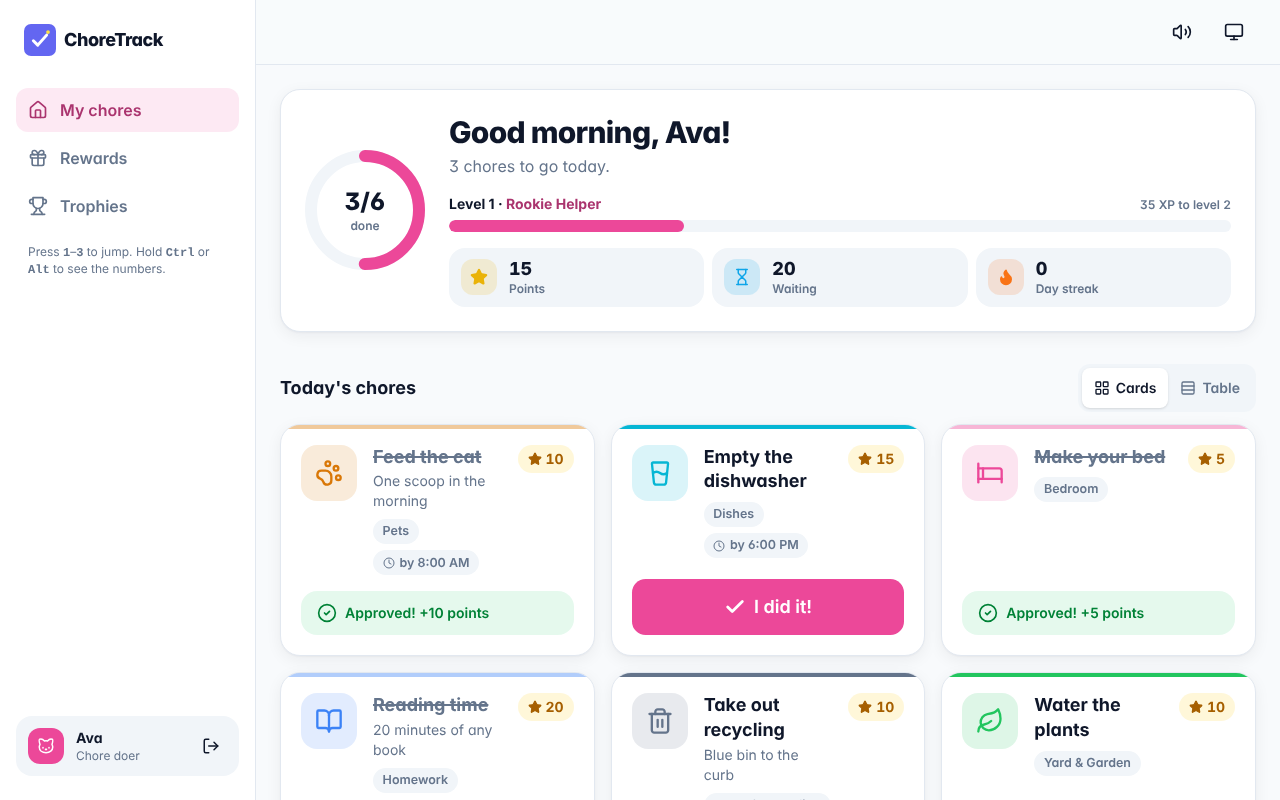 ChoreTrack
My chores
Rewards
Trophies
Press 1–3 to jump. Hold Ctrl or
Alt to see the numbers.
Ava
Chore doer
Good morning, Ava!
3 chores to go today.
3/6
done
Level 1 · Rookie Helper
35 XP to level 2
15
Points
20
Waiting
0
Day streak
Today's chores
Cards
Table
Feed the cat
10
One scoop in the
morning
Pets
by 8:00 AM
Approved! +10 points
Empty the
dishwasher
15
Dishes
by 6:00 PM
I did it!
Make your bed
5
Bedroom
Approved! +5 points
Reading time
20
20 minutes of any
book
Homework
Take out
recycling
10
Blue bin to the
curb
Water the
plants
10
Yard & Garden